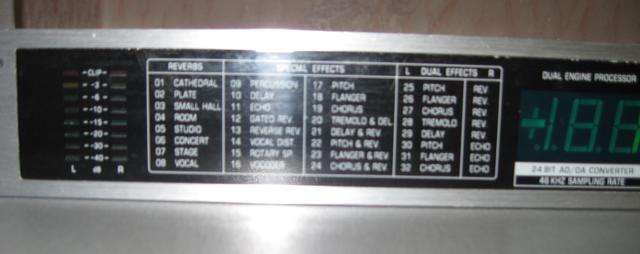 REVERBS SPECIAL EFFECTS L DUAL EFFECTS R
01 CATHEDRAL
02 PLATE
03 SMALL HALL
04 ROOM
05 STUDIO
06 CONCERT
07 STAGE
08 VOCAL
09 PERCUSSION
10 DELAY
11 ECHO
12 GATED REV
13 REVERSE REV
14 VOCAL DIST.
15 ROTARY SP.
16 VOCODER
17 PITCH
18 FLANGER
19 CHORUS
20 TREMOLO & DEL
21 DELAY & REV
22 PITCH & REV
23 FLANGER & REV
24 CHORUS & REV
25 PITCH REV.
26 FLANGER REV.
27 CHORUS REV.
28 TREMOLO REV.
29 DELAY REV.
30 PITCH ECHO
31 FLANGER ECHO
32 CHORUS ECHO
CLIP
-3
-6
-10
-15
-20
-30
-40
L dB R
DUAL ENGINE PROCESSOR
24 BIT AD/DA CONVERTER
48 KHZ SAMPLING RATE